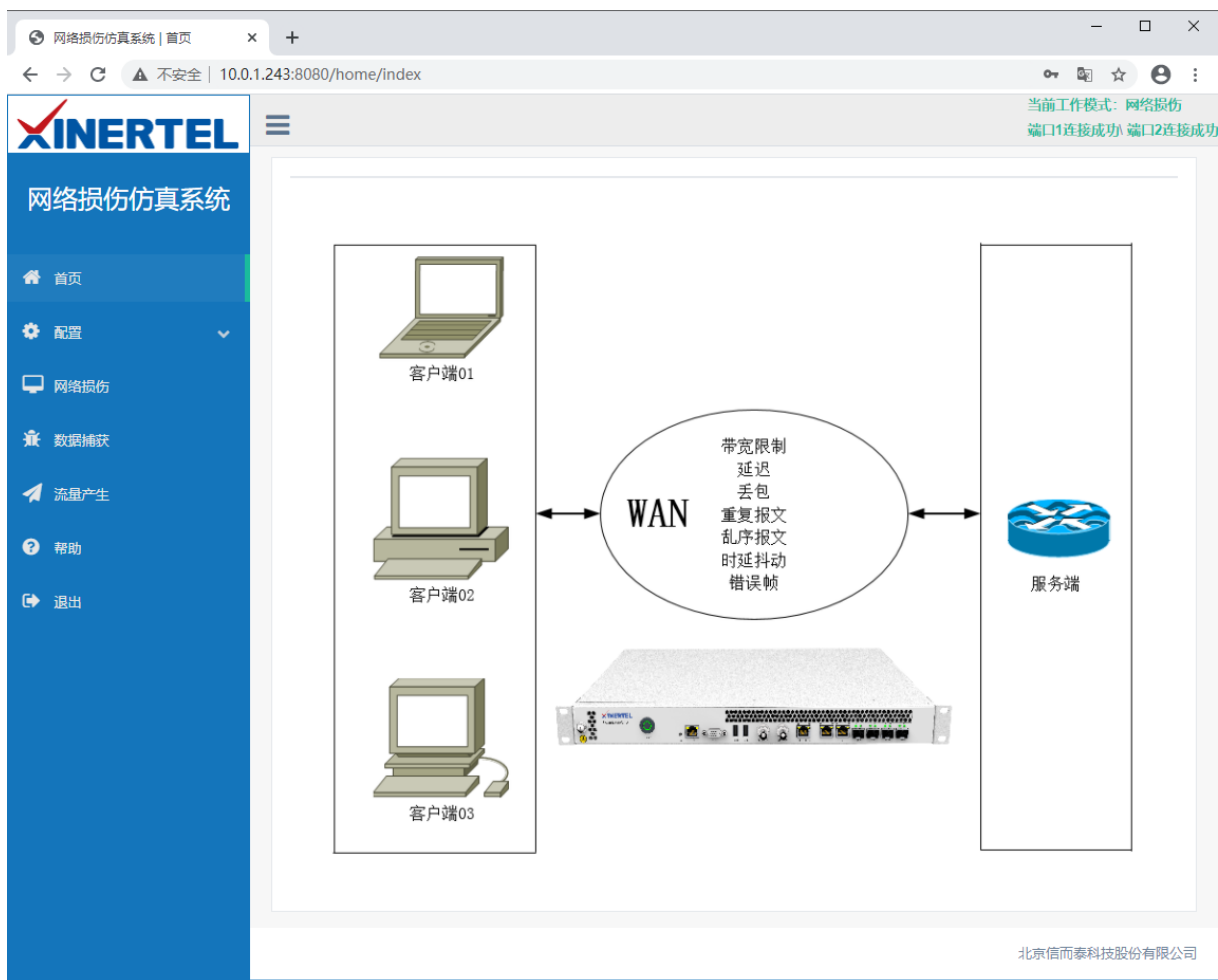 网络损伤仿真系统 | 首页
不安全 | 10.0.1.243:8080/home/index
XINERTEL
当前工作模式: 网络损伤
端口1连接成功\ 端口2连接成功
网络损伤仿真系统
首页
配置
网络损伤
数据捕获
流量产生
帮助
退出
客户端01
客户端02
客户端03
WAN
带宽限制
延迟
丢包
重复报文
乱序报文
时延抖动
错误帧
服务端
XINERTEL
北京信而泰科技股份有限公司